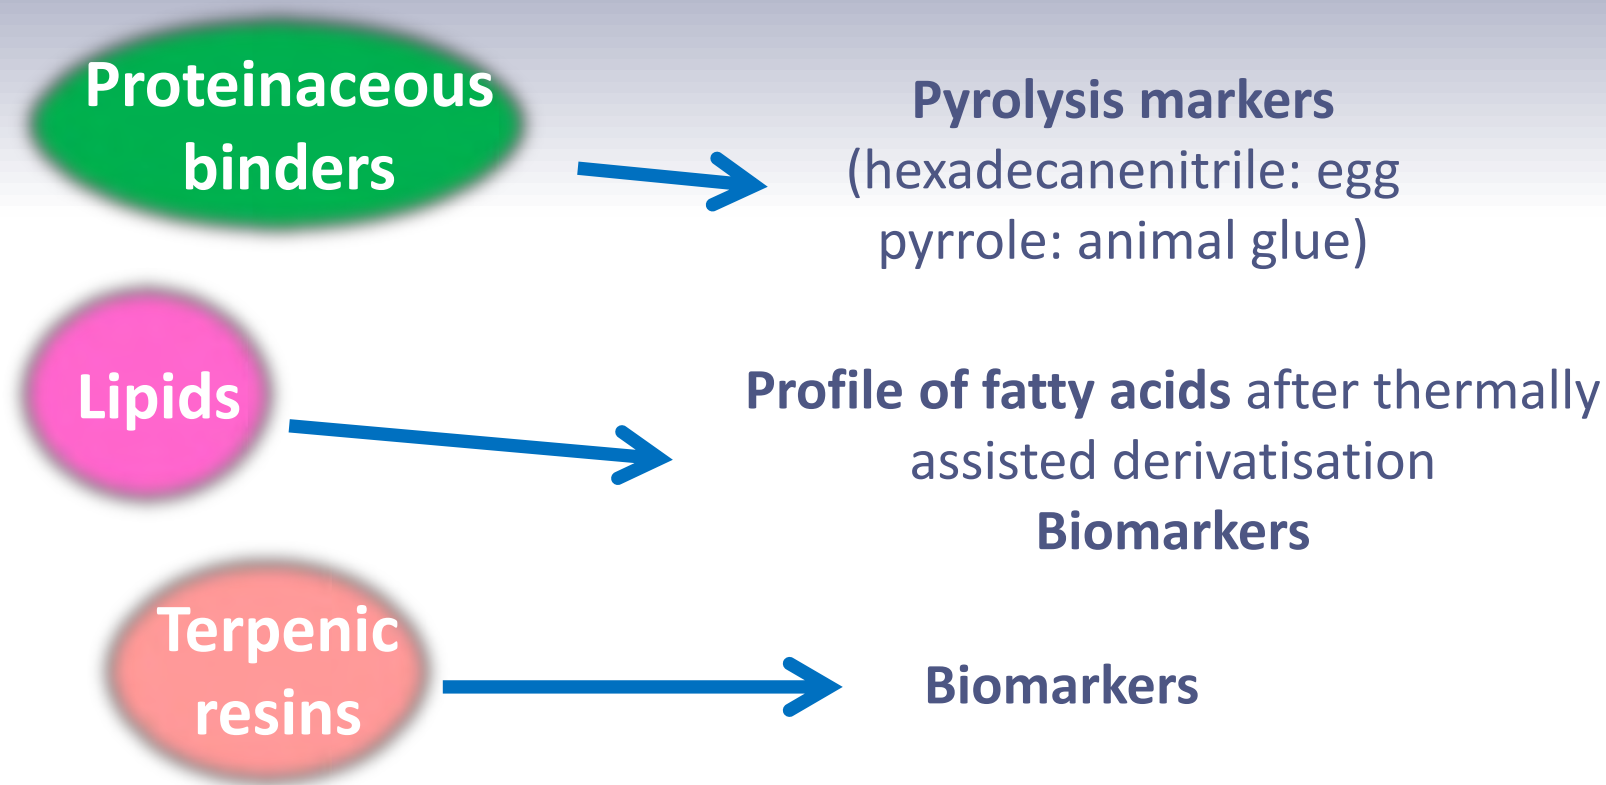 Proteinaceous
binders
Pyrolysis markers
(hexadecanenitrile: egg
pyrrole: animal glue)
Lipids
Profile of fatty acids after thermally
assisted derivatisation
Biomarkers
Terpenic
resins
Biomarkers